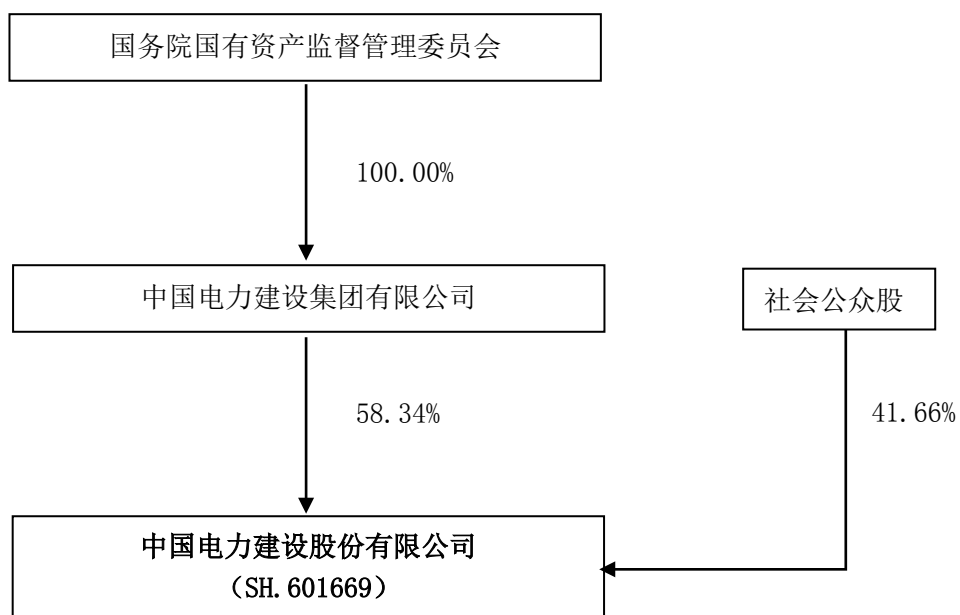 国务院国有资产监督管理委员会
100.00%
中国电力建设集团有限公司
社会公众股
58.34%
41.66%
中国电力建设股份有限公司
（SH.601669）